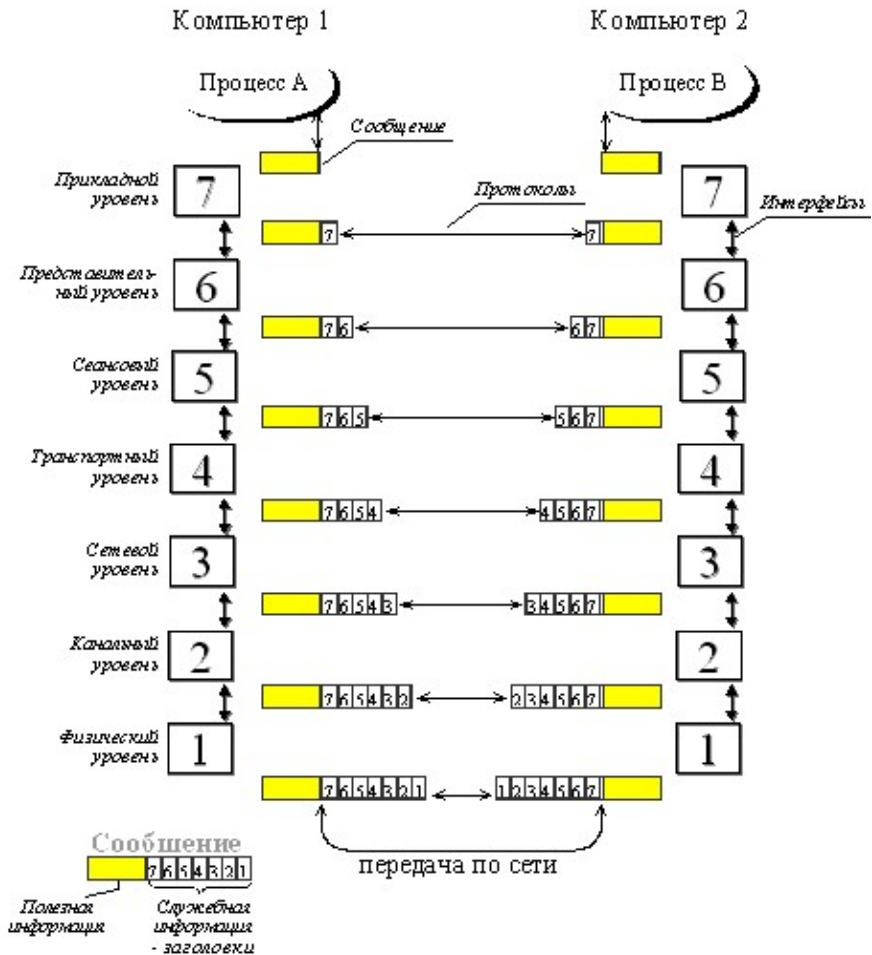 Компьютер 1
Компьютер 2
Процесс A
Процесс B
Сообщение
Прикладной
уровень
7
7
Протоколы
Интерфейсы
7
7
Представитель-
ный уровень
6
6
7 6
6 7
Сеансовый
уровень
5
5
7 6 5
5 6 7
Транспортный
уровень
4
4
7 6 5 4
4 5 6 7
Сетевой
уровень
3
3
7 6 5 4 3
3 4 5 6 7
Канальный
уровень
2
2
7 6 5 4 3 2
2 3 4 5 6 7
Физический
уровень
1
1
7 6 5 4 3 2 1
1 2 3 4 5 6 7
передача по сети
Сообщение
7 6 5 4 3 2 1
Полезная
информация
Служебная
информация
- заголовки